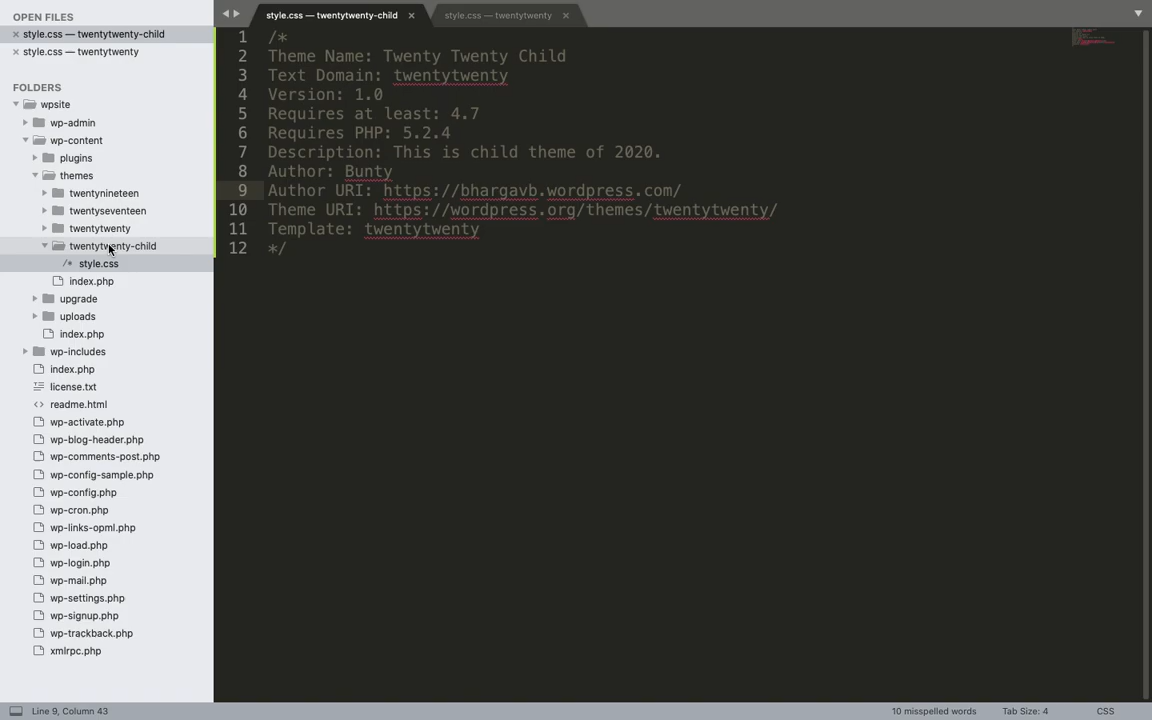 OPEN FILES
style.css — twentytwenty-child
style.css — twentytwenty
FOLDERS
wpsite
wp-admin
wp-content
plugins
themes
twentynineteen
twentyseventeen
twentytwenty
twentytwenty-child
/* style.css
index.php
upgrade
uploads
index.php
wp-includes
index.php
license.txt
<> readme.html
wp-activate.php
wp-blog-header.php
wp-comments-post.php
wp-config-sample.php
wp-config.php
wp-cron.php
wp-links-opml.php
wp-load.php
wp-login.php
wp-mail.php
wp-settings.php
wp-signup.php
wp-trackback.php
xmlrpc.php
style.css — twentytwenty-child × style.css — twentytwenty ×
1 /*
2 Theme Name: Twenty Twenty Child
3 Text Domain: twentytwenty
4 Version: 1.0
5 Requires at least: 4.7
6 Requires PHP: 5.2.4
7 Description: This is child theme of 2020.
8 Author: Bunty
9 Author URI: https://bhargavb.wordpress.com/
10 Theme URI: https://wordpress.org/themes/twentytwenty/
11 Template: twentytwenty
12 */
Line 9, Column 43 10 misspelled words Tab Size: 4 CSS